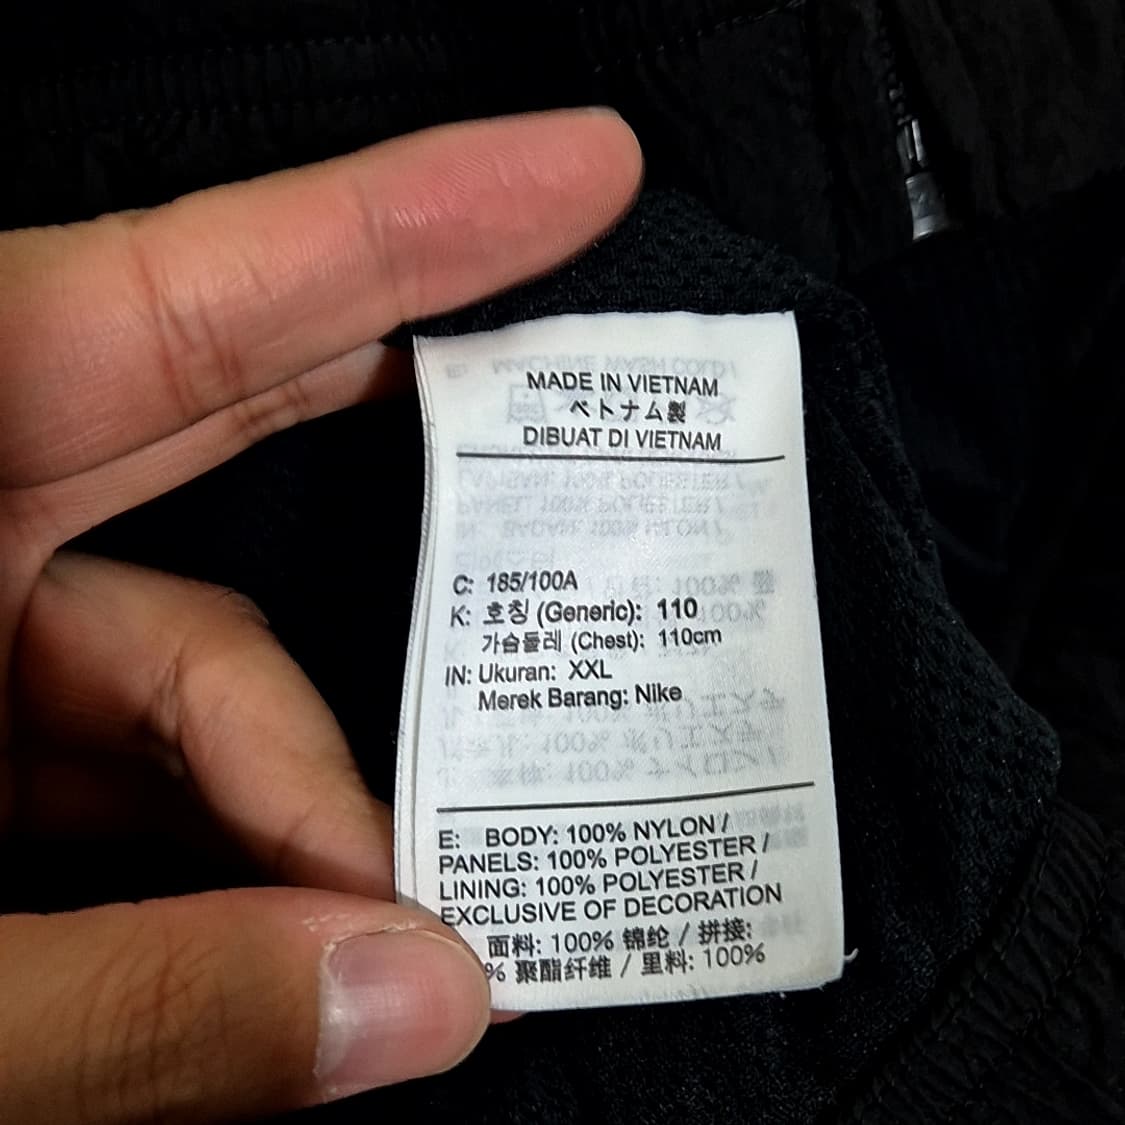 MADE IN VIETNAM
ベトナム製
DIBUAT DI VIETNAM
C: 185/100A
K: 호칭 (Generic): 110
가슴둘레 (Chest): 110cm
IN: Ukuran: XXL
Merek Barang: Nike
E: BODY: 100% NYLON /
PANELS: 100% POLYESTER /
LINING: 100% POLYESTER /
EXCLUSIVE OF DECORATION
面料: 100% 锦纶 / 拼接:
% 聚酯纤维 / 里料: 100%